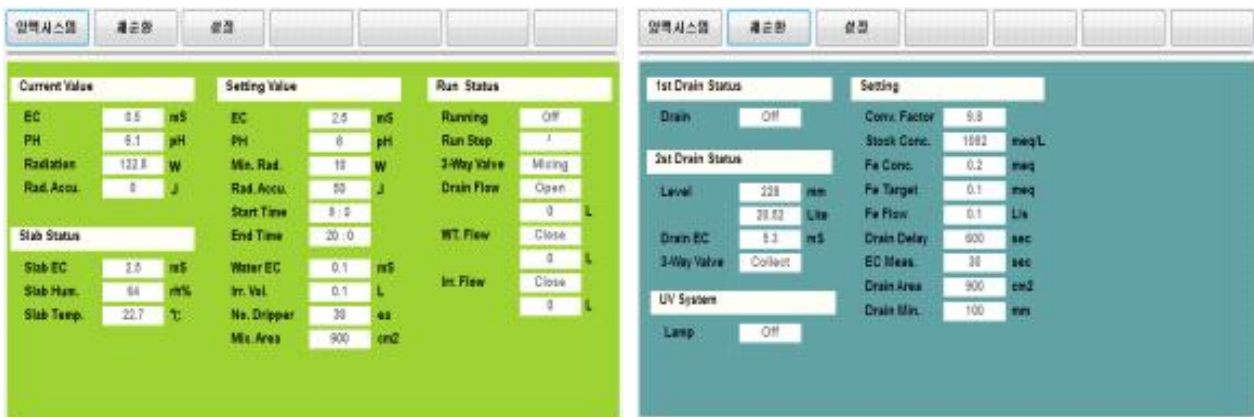 양액시스템 재순환 설정
Current Value
EC 0.5 mS
PH 6.1 pH
Radiation 132.8 W
Rad. Accu. 0 J
Slab Status
Slab EC 2.5 mS
Slab Hum. 64 rh%
Slab Temp. 22.7 ℃
Setting Value
EC 2.5 mS
PH 6 pH
Min. Rad. 10 W
Rad. Accu. 50 J
Start Time 8 : 0
End Time 20 : 0
Water EC 0.1 mS
Irr. Val. 0.1 L
No. Dripper 30 ea
Mix. Area 900 cm2
Run Status
Running Off
Run Step
3-Way Valve Mixing
Drain Flow Open
0 L
WT. Flow Close
0 L
Irr. Flow Close
0 L
양액시스템 재순환 설정
1st Drain Status
Drain Off
2st Drain Status
Level 228 mm
20.52 Lite
Drain EC 5.3 mS
3-Way Valve Collect
UV System
Lamp Off
Setting
Conv. Factor 9.8
Stock Conc. meq/L
Fe Conc. 0.2 meq
Fe Target 0.1 meq
Fe Flow 0.1 L/s
Drain Delay 600 sec
EC Meas. 30 sec
Drain Area 900 cm2
Drain Min. 100 mm